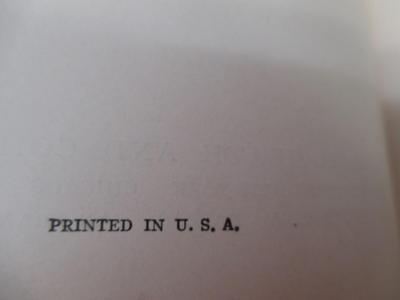 PRINTED IN U. S. A.